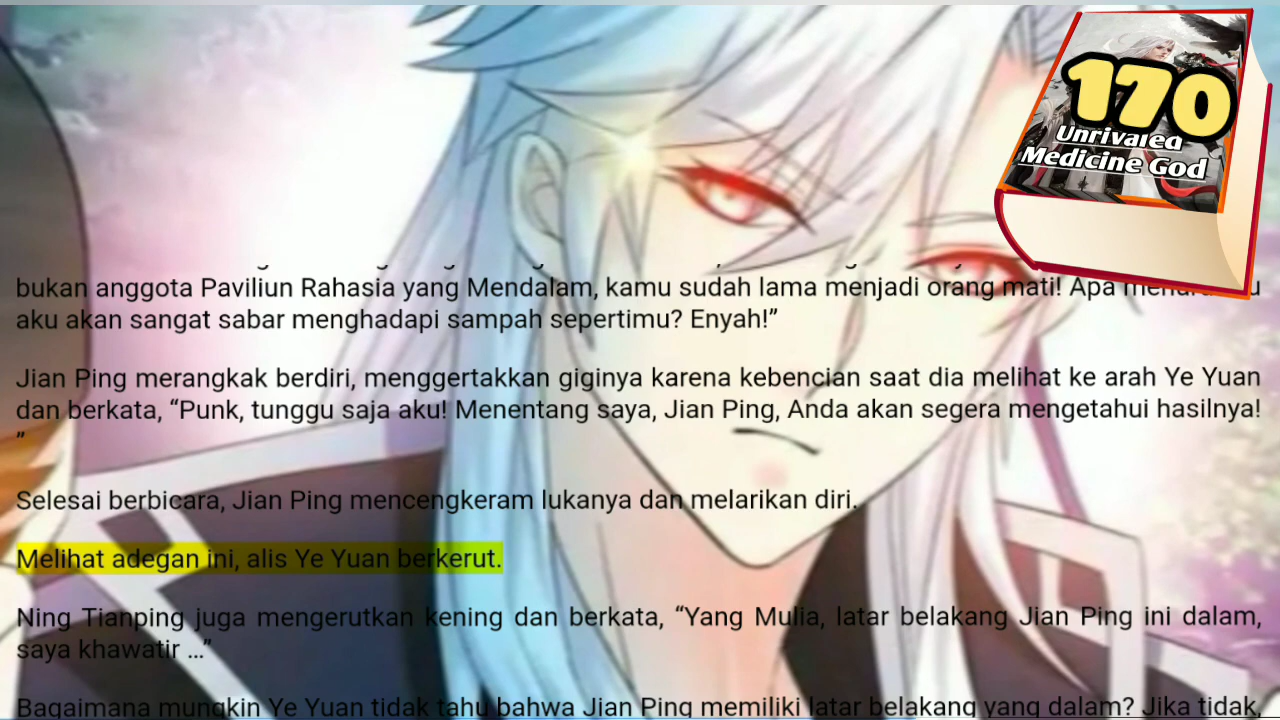 170
Unrivaled
Medicine God
bukan anggota Paviliun Rahasia yang Mendalam, kamu sudah lama menjadi orang mati! Apa
aku akan sangat sabar menghadapi sampah sepertimu? Enyah!”
Jian Ping merangkak berdiri, menggertakkan giginya karena kebencian saat dia melihat ke arah Ye Yuan
dan berkata, “Punk, tunggu saja aku! Menentang saya, Jian Ping, Anda akan segera mengetahui hasilnya!
”
Selesai berbicara, Jian Ping mencengkeram lukanya dan melarikan diri.
Melihat adegan ini, alis Ye Yuan berkerut.
Ning Tianping juga mengerutkan kening dan berkata, “Yang Mulia, latar belakang Jian Ping ini dalam,
saya khawatir ...”
Bagaimana mungkin Ye Yuan tidak tahu bahwa Jian Ping memiliki latar belakang yang dalam? Jika tidak,